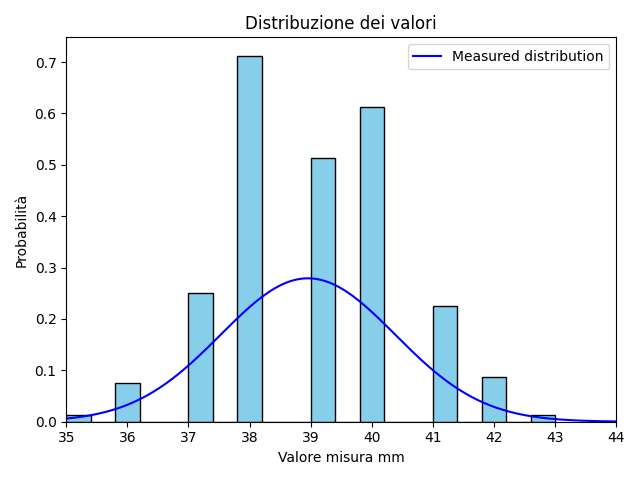 Distribuzione dei valori
Measured distribution
Probabilità
0.7
0.6
0.5
0.4
0.3
0.2
0.1
0.0
35 36 37 38 39 40 41 42 43 44
Valore misura mm